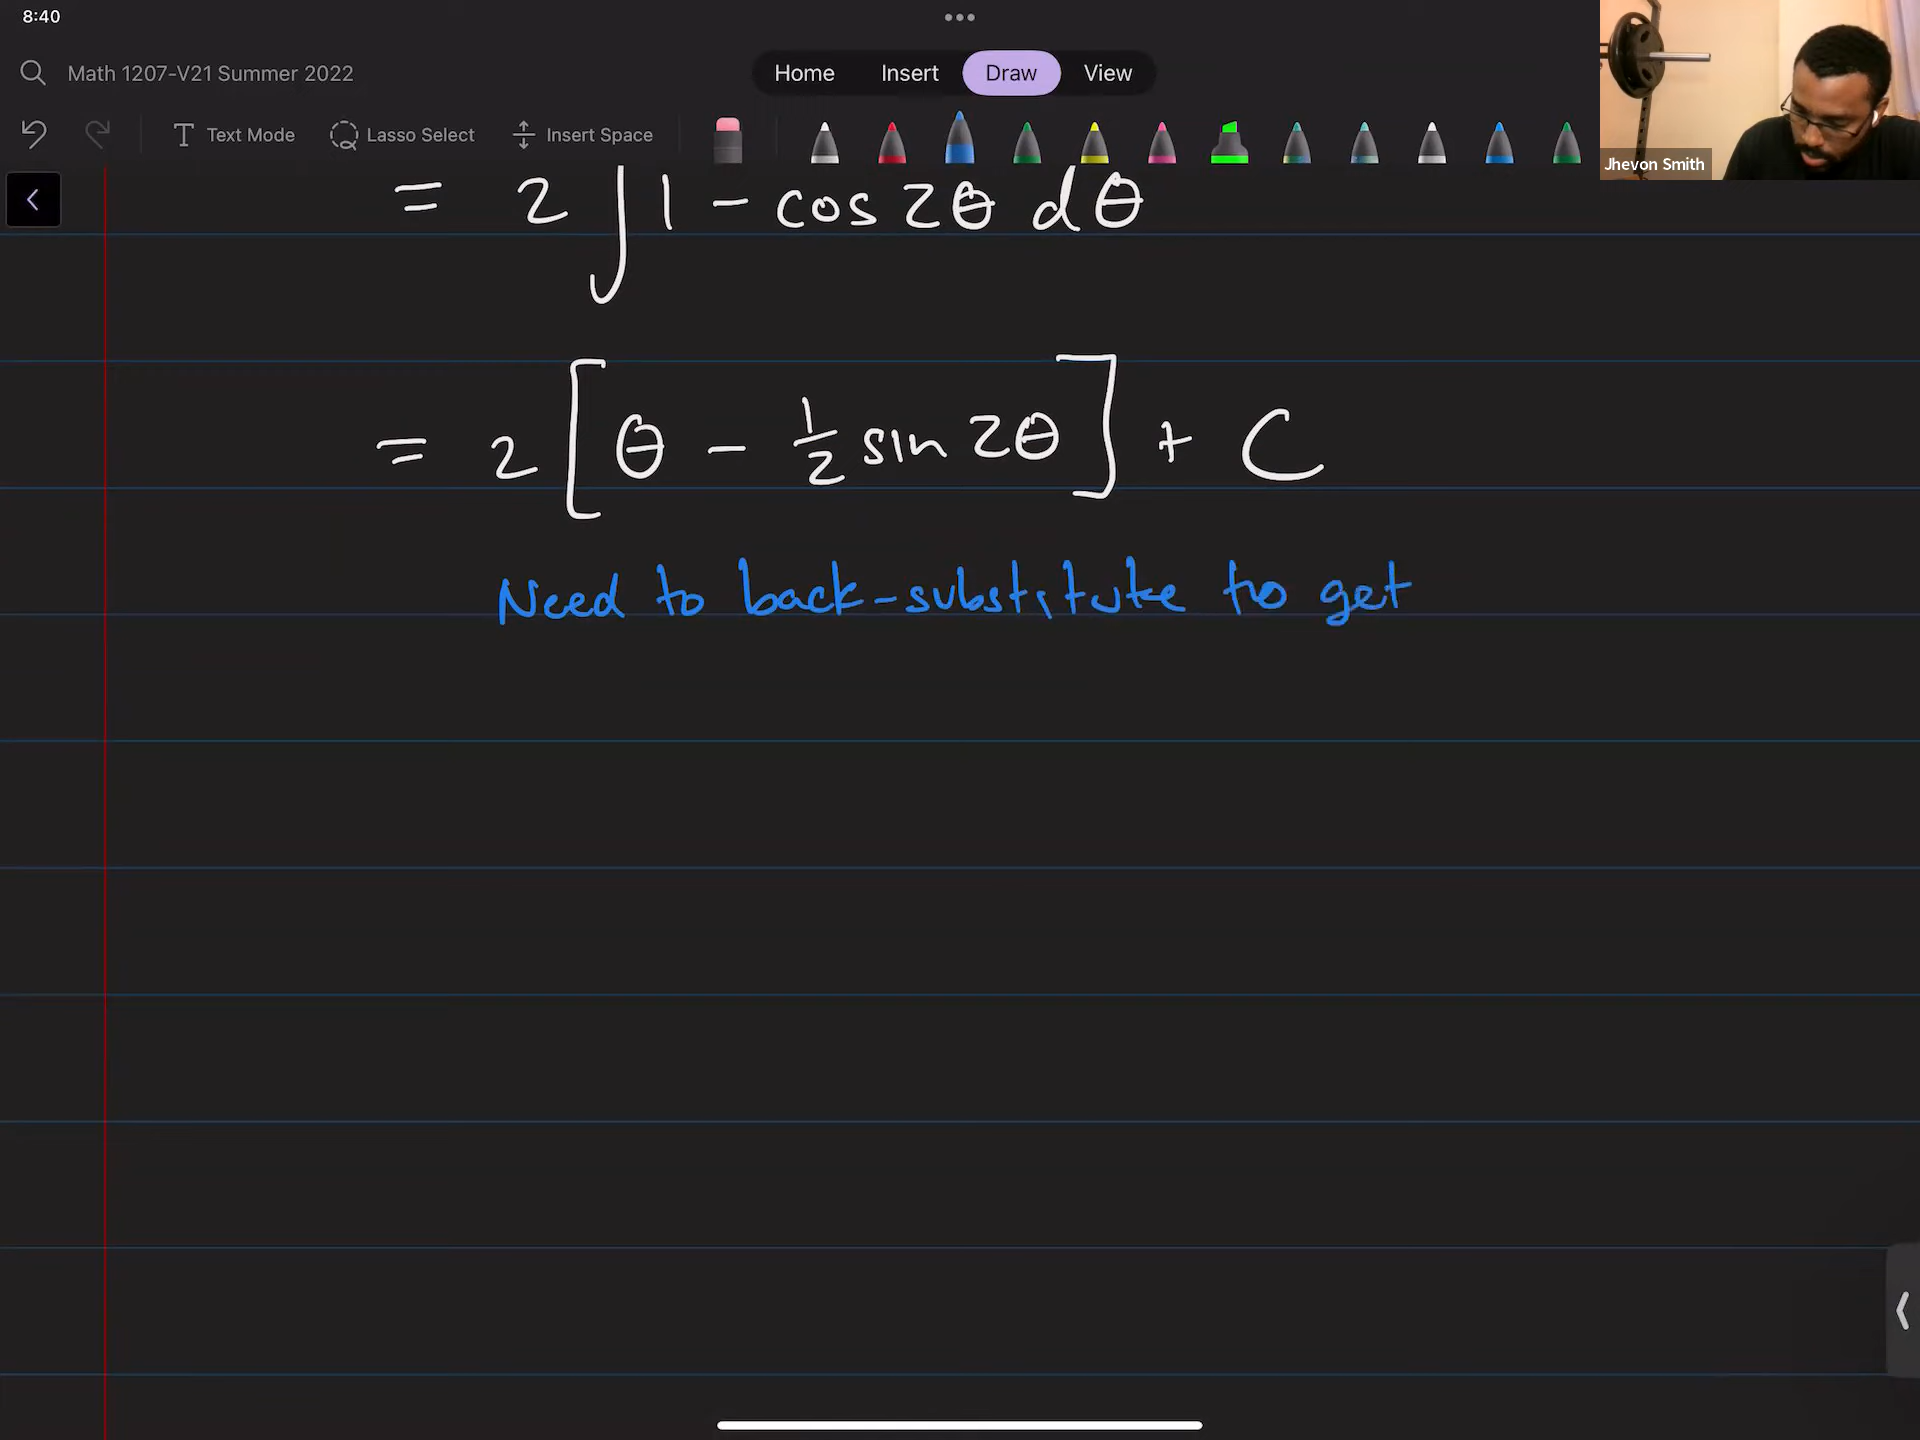 8:40
Math 1207-V21 Summer 2022
Home Insert Draw View
Text Mode Lasso Select Insert Space
Jhevon Smith
= 2 ∫ 1 - cos 2θ dθ
= 2 [ θ - 1/2 sin 2θ ] + C
Need to back-substitute to get